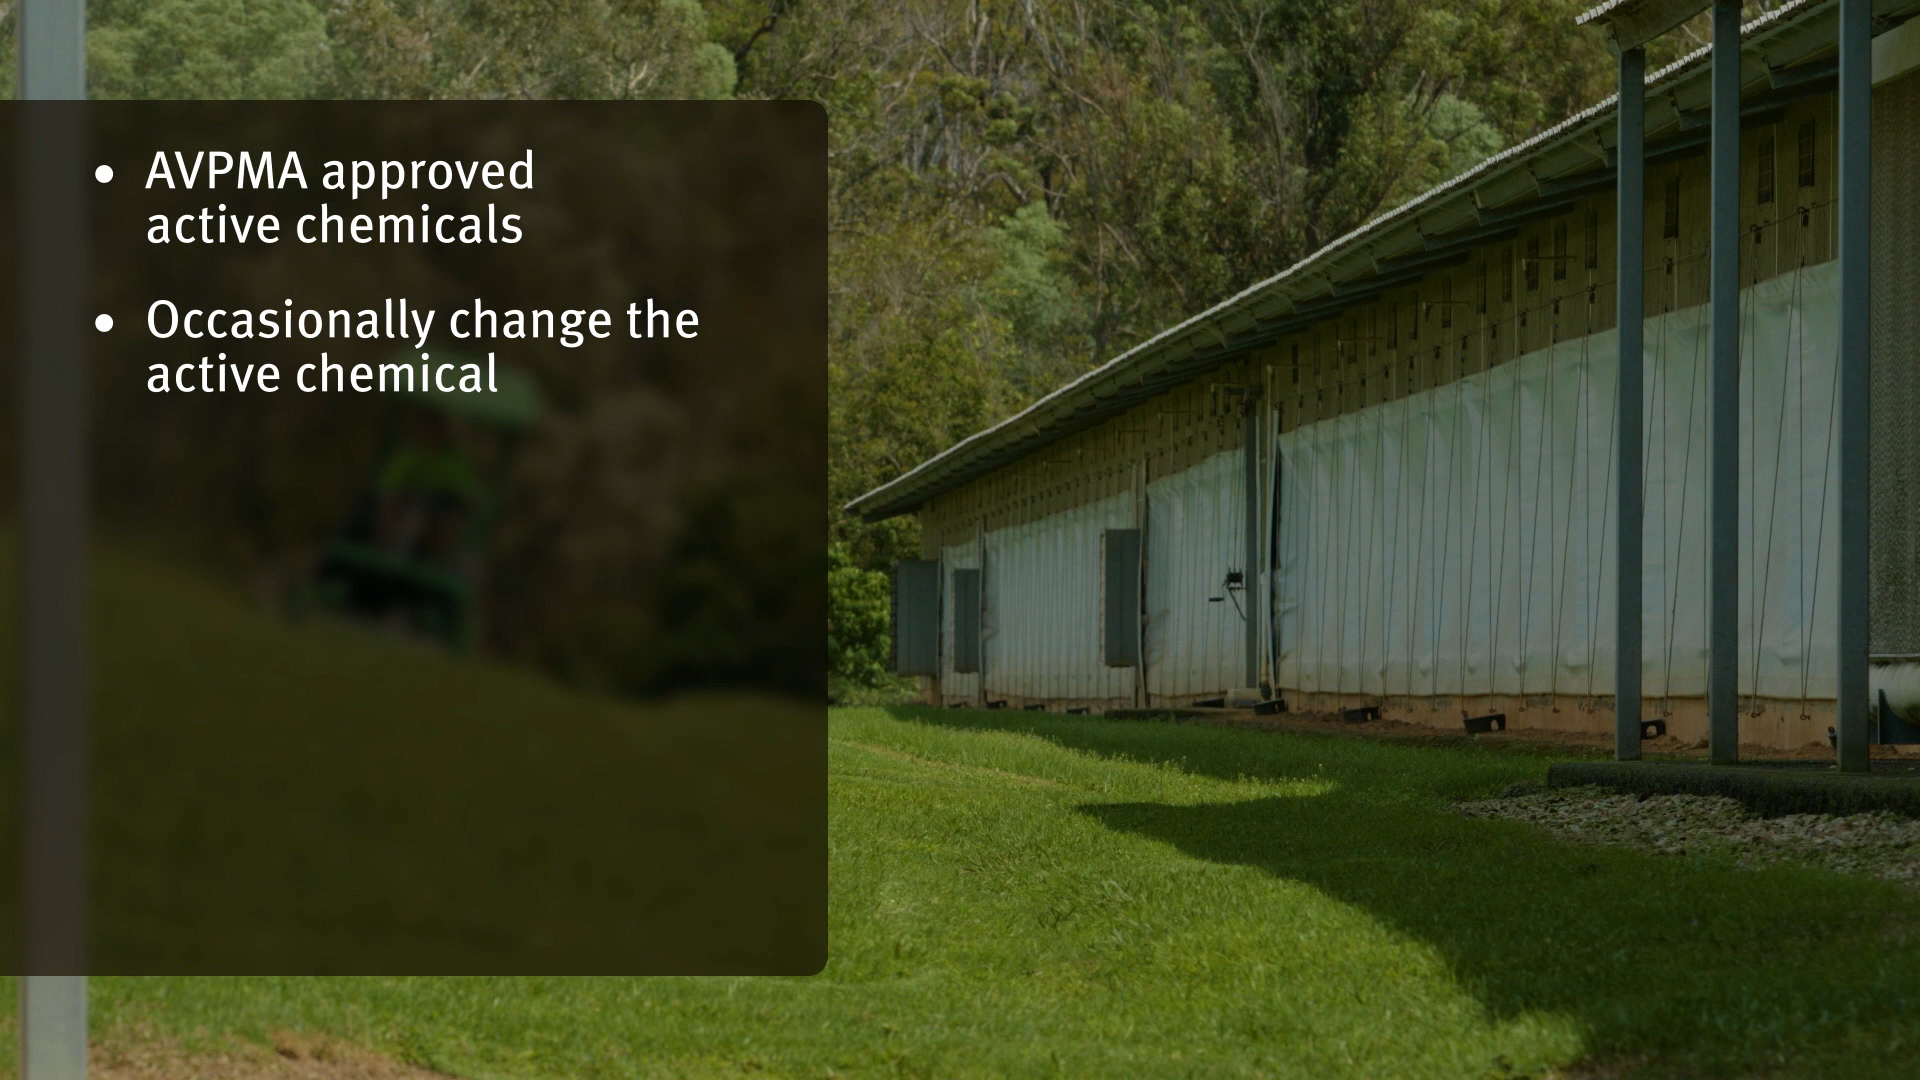 • AVPMA approved
active chemicals
• Occasionally change the
active chemical